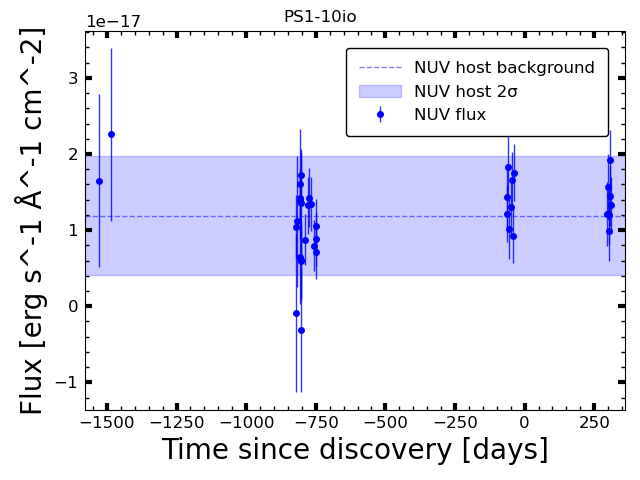 PS1-10io
1e−17
NUV host background
NUV host 2σ
NUV flux
3
2
1
0
−1
Flux [erg s^-1 Å^-1 cm^-2]
−1500 −1250 −1000 −750 −500 −250 0 250
Time since discovery [days]